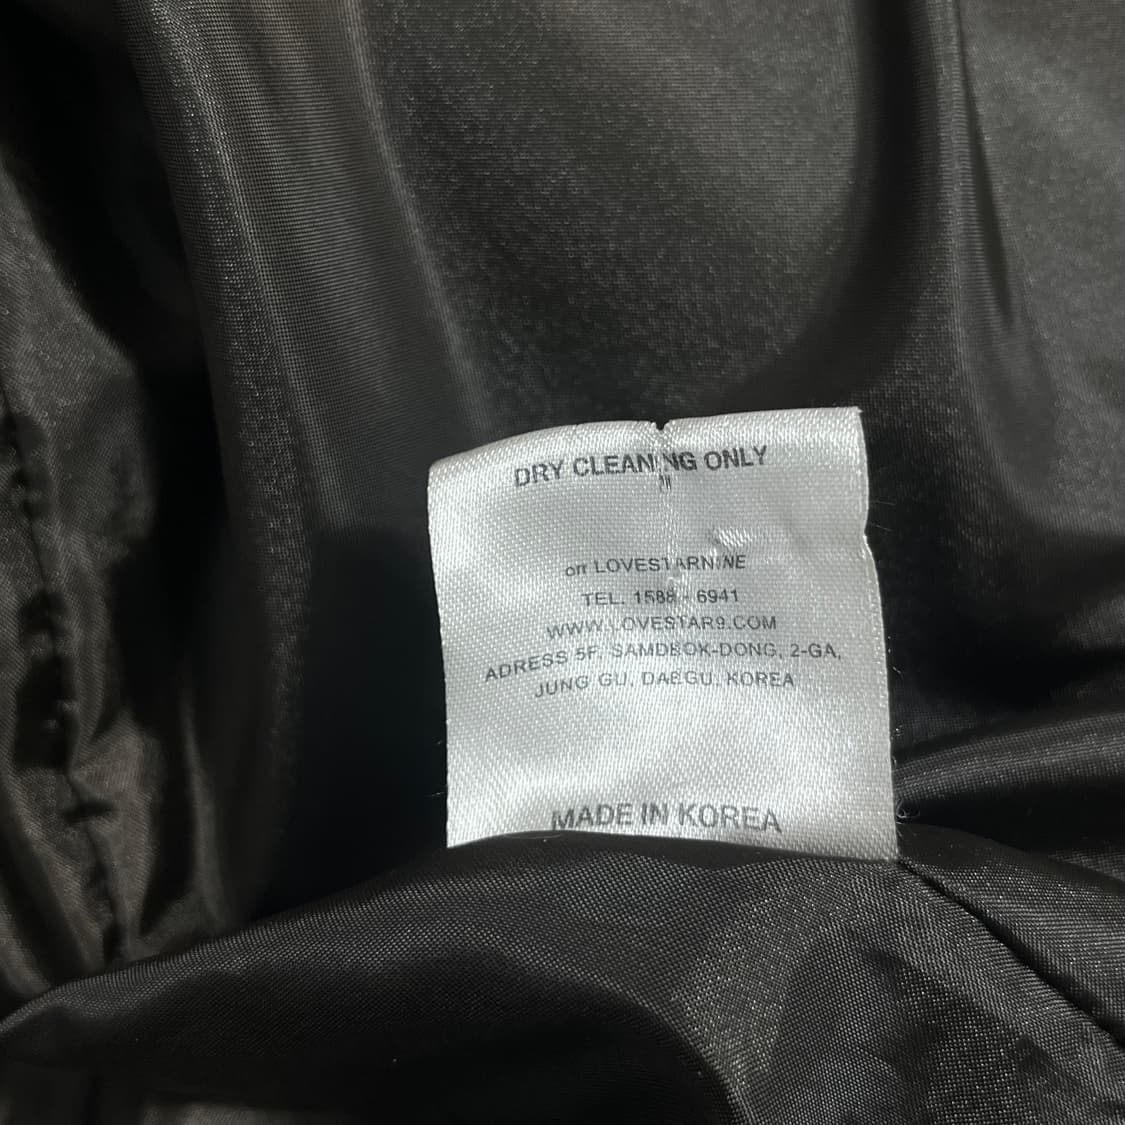 DRY CLEANING ONLY
on LOVESTARNINE
TEL. 1588 - 6941
WWW.LOVESTAR9.COM
ADRESS 5F, SAMDEOK-DONG, 2-GA,
JUNG GU, DAEGU, KOREA
MADE IN KOREA